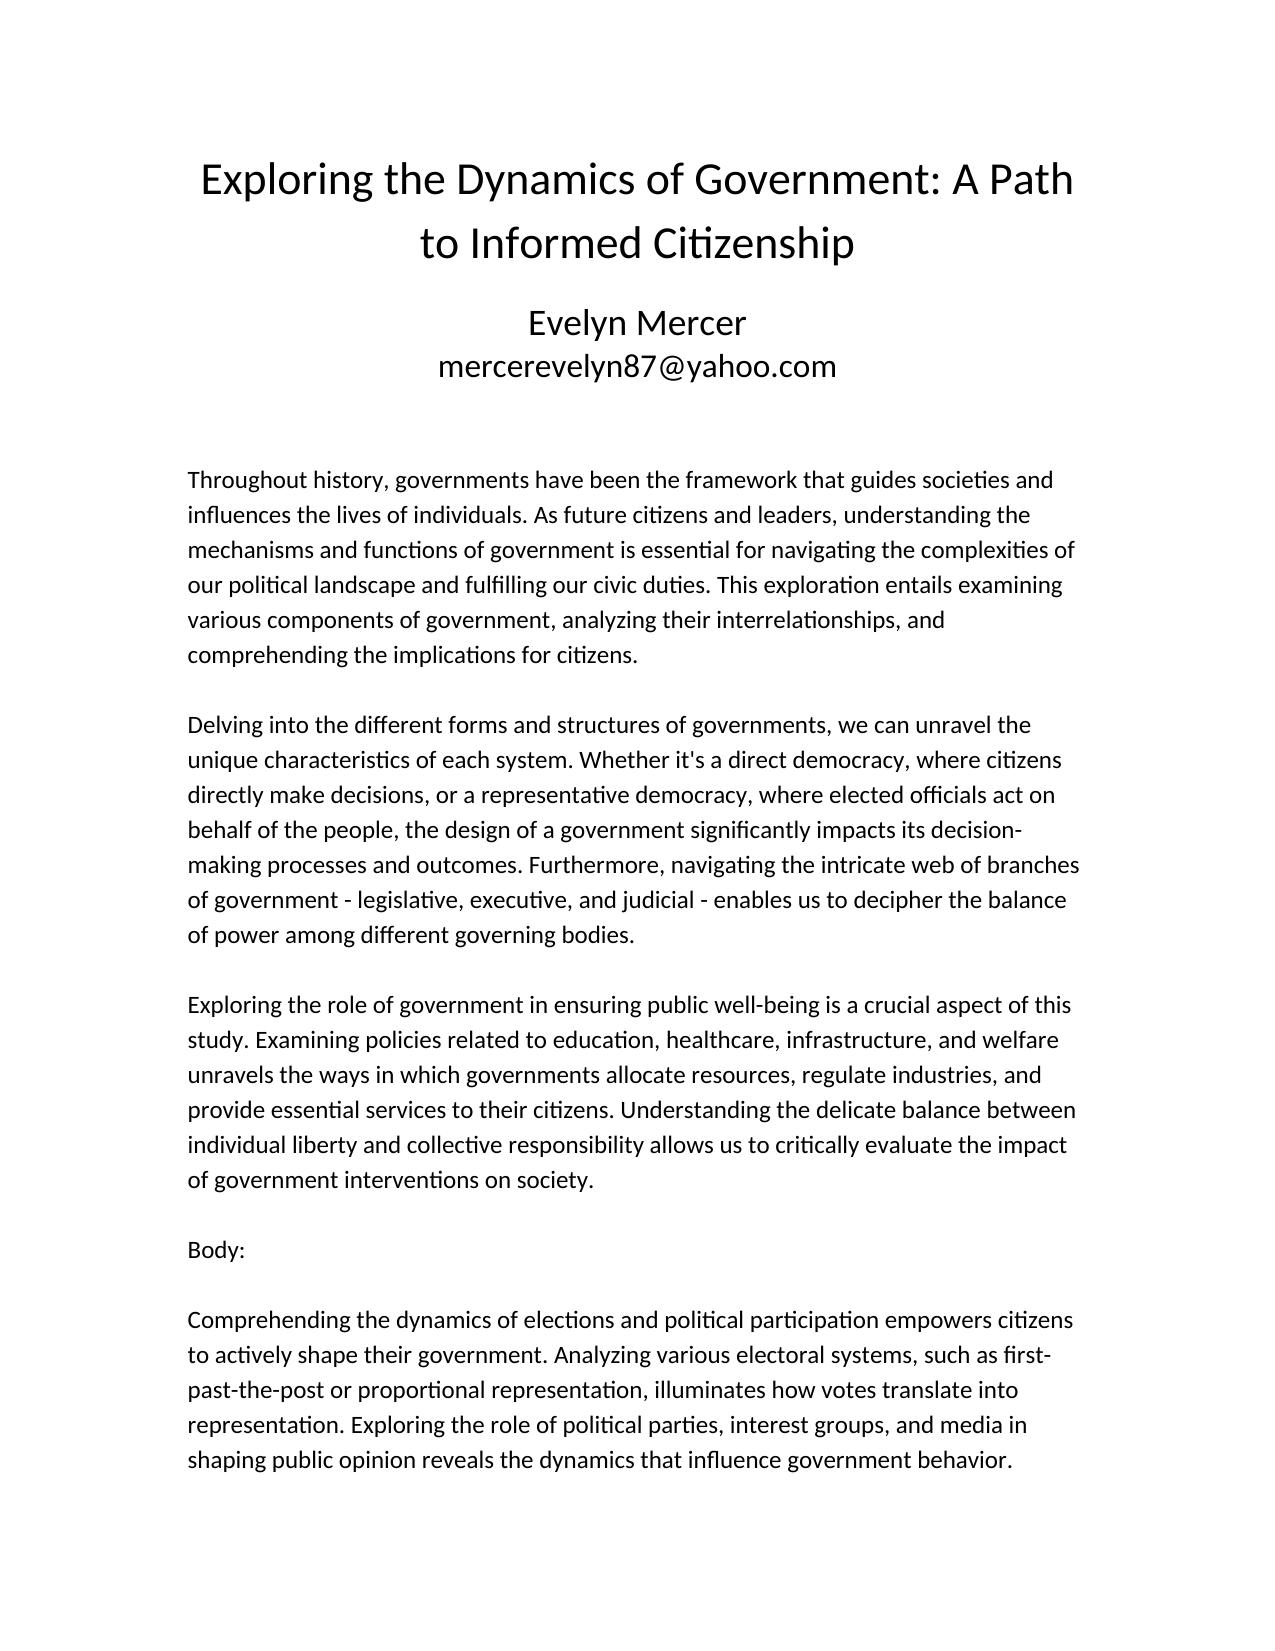 Exploring the Dynamics of Government: A Path
to Informed Citizenship
Evelyn Mercer
mercerevelyn87@yahoo.com
Throughout history, governments have been the framework that guides societies and
influences the lives of individuals. As future citizens and leaders, understanding the
mechanisms and functions of government is essential for navigating the complexities of
our political landscape and fulfilling our civic duties. This exploration entails examining
various components of government, analyzing their interrelationships, and
comprehending the implications for citizens.
Delving into the different forms and structures of governments, we can unravel the
unique characteristics of each system. Whether it's a direct democracy, where citizens
directly make decisions, or a representative democracy, where elected officials act on
behalf of the people, the design of a government significantly impacts its decision-
making processes and outcomes. Furthermore, navigating the intricate web of branches
of government - legislative, executive, and judicial - enables us to decipher the balance
of power among different governing bodies.
Exploring the role of government in ensuring public well-being is a crucial aspect of this
study. Examining policies related to education, healthcare, infrastructure, and welfare
unravels the ways in which governments allocate resources, regulate industries, and
provide essential services to their citizens. Understanding the delicate balance between
individual liberty and collective responsibility allows us to critically evaluate the impact
of government interventions on society.
Body:
Comprehending the dynamics of elections and political participation empowers citizens
to actively shape their government. Analyzing various electoral systems, such as first-
past-the-post or proportional representation, illuminates how votes translate into
representation. Exploring the role of political parties, interest groups, and media in
shaping public opinion reveals the dynamics that influence government behavior.